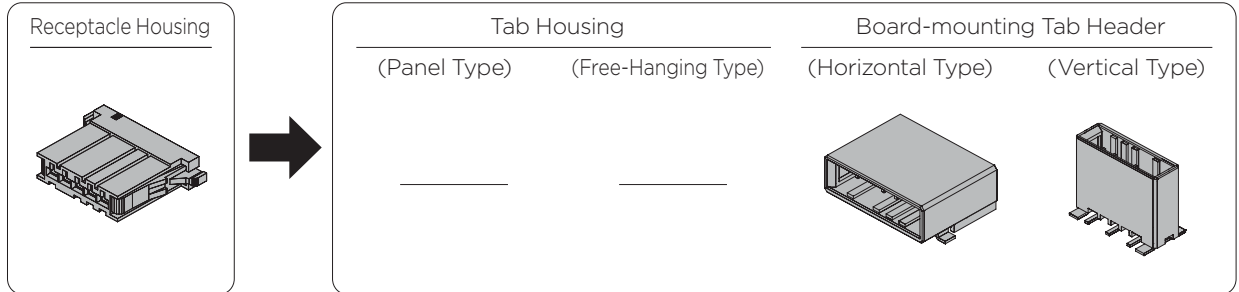 Receptacle Housing
Tab Housing
Board-mounting Tab Header
(Panel Type)
(Free-Hanging Type)
(Horizontal Type)
(Vertical Type)